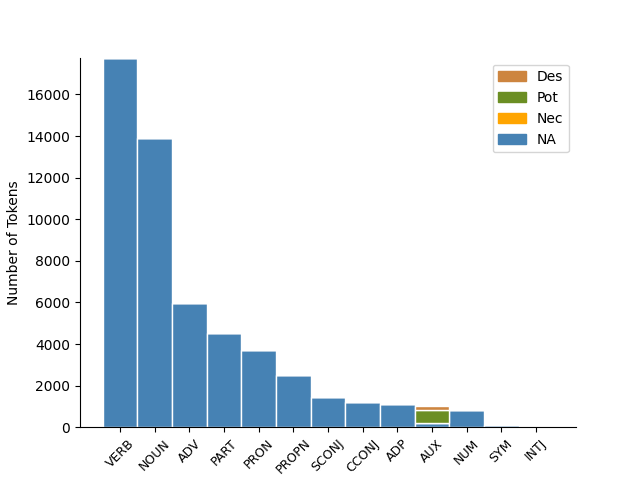 Des
Pot
Nec
NA
16000
14000
12000
10000
8000
6000
4000
2000
0
Number of Tokens
VERB
NOUN
ADV
PART
PRON
PROPN
SCONJ
CCONJ
ADP
AUX
NUM
SYM
INTJ